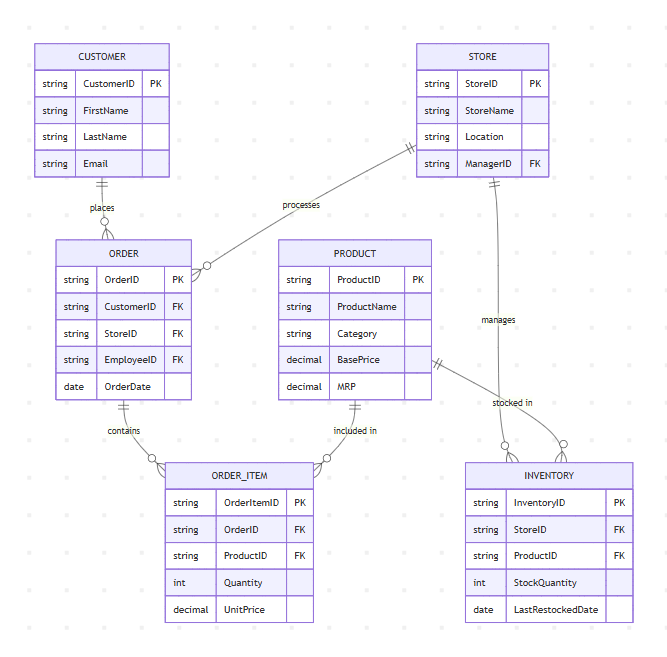 CUSTOMER
string CustomerID PK
string FirstName
string LastName
string Email
STORE
string StoreID PK
string StoreName
string Location
string ManagerID FK
places
processes
ORDER
string OrderID PK
string CustomerID FK
string StoreID FK
string EmployeeID FK
date OrderDate
PRODUCT
string ProductID PK
string ProductName
string Category
decimal BasePrice
decimal MRP
manages
stocked in
contains
included in
ORDER_ITEM
string OrderItemID PK
string OrderID FK
string ProductID FK
int Quantity
decimal UnitPrice
INVENTORY
string InventoryID PK
string StoreID FK
string ProductID FK
int StockQuantity
date LastRestockedDate